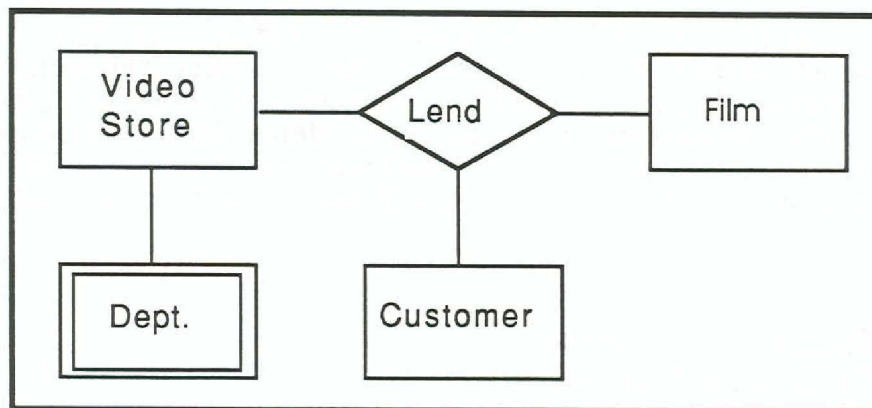 Video
Store
Lend
Film
Dept.
Customer